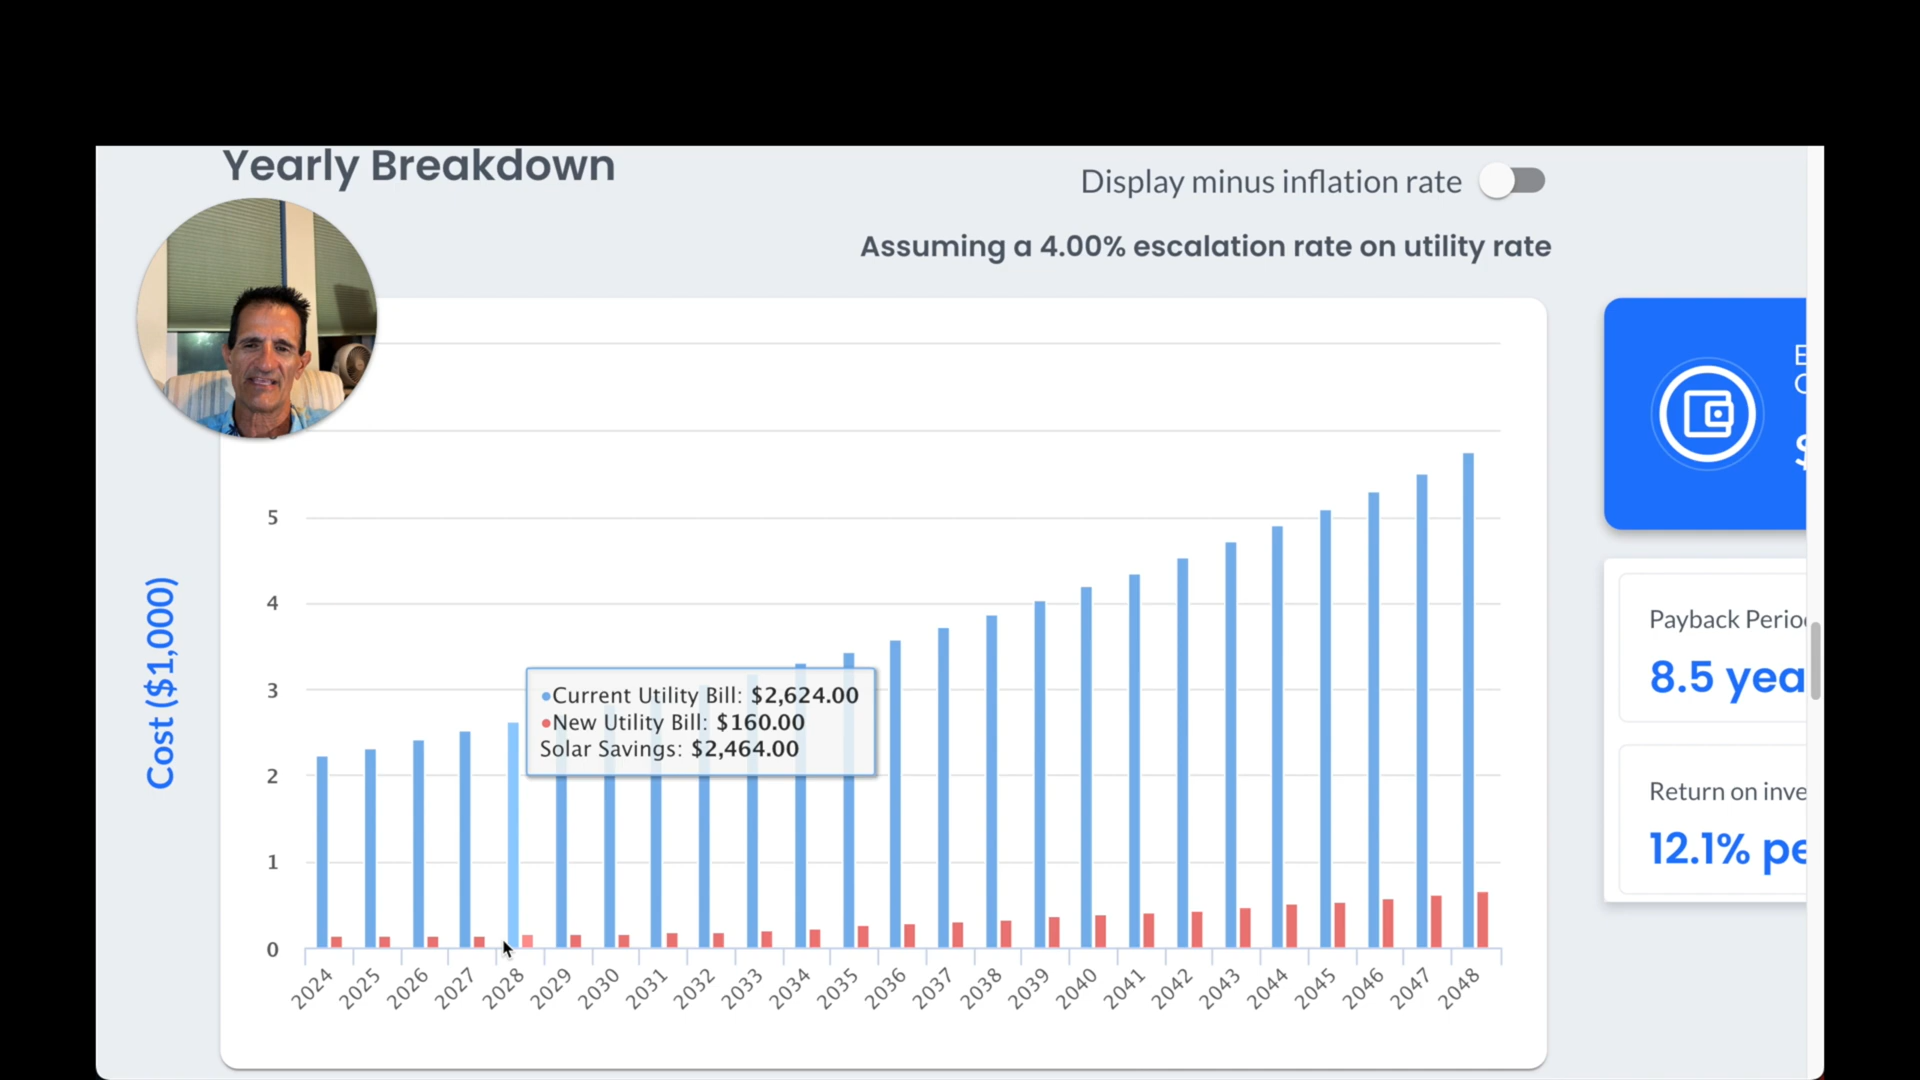 Yearly Breakdown
Display minus inflation rate
Assuming a 4.00% escalation rate on utility rate
Cost ($1,000)
5
4
3
2
1
0
Current Utility Bill: $2,624.00
New Utility Bill: $160.00
Solar Savings: $2,464.00
2024 2025 2026 2027 2028 2029 2030 2031 2032 2033 2034 2035 2036 2037 2038 2039 2040 2041 2042 2043 2044 2045 2046 2047 2048
$
Payback Perio
8.5 yea
Return on inve
12.1% pe